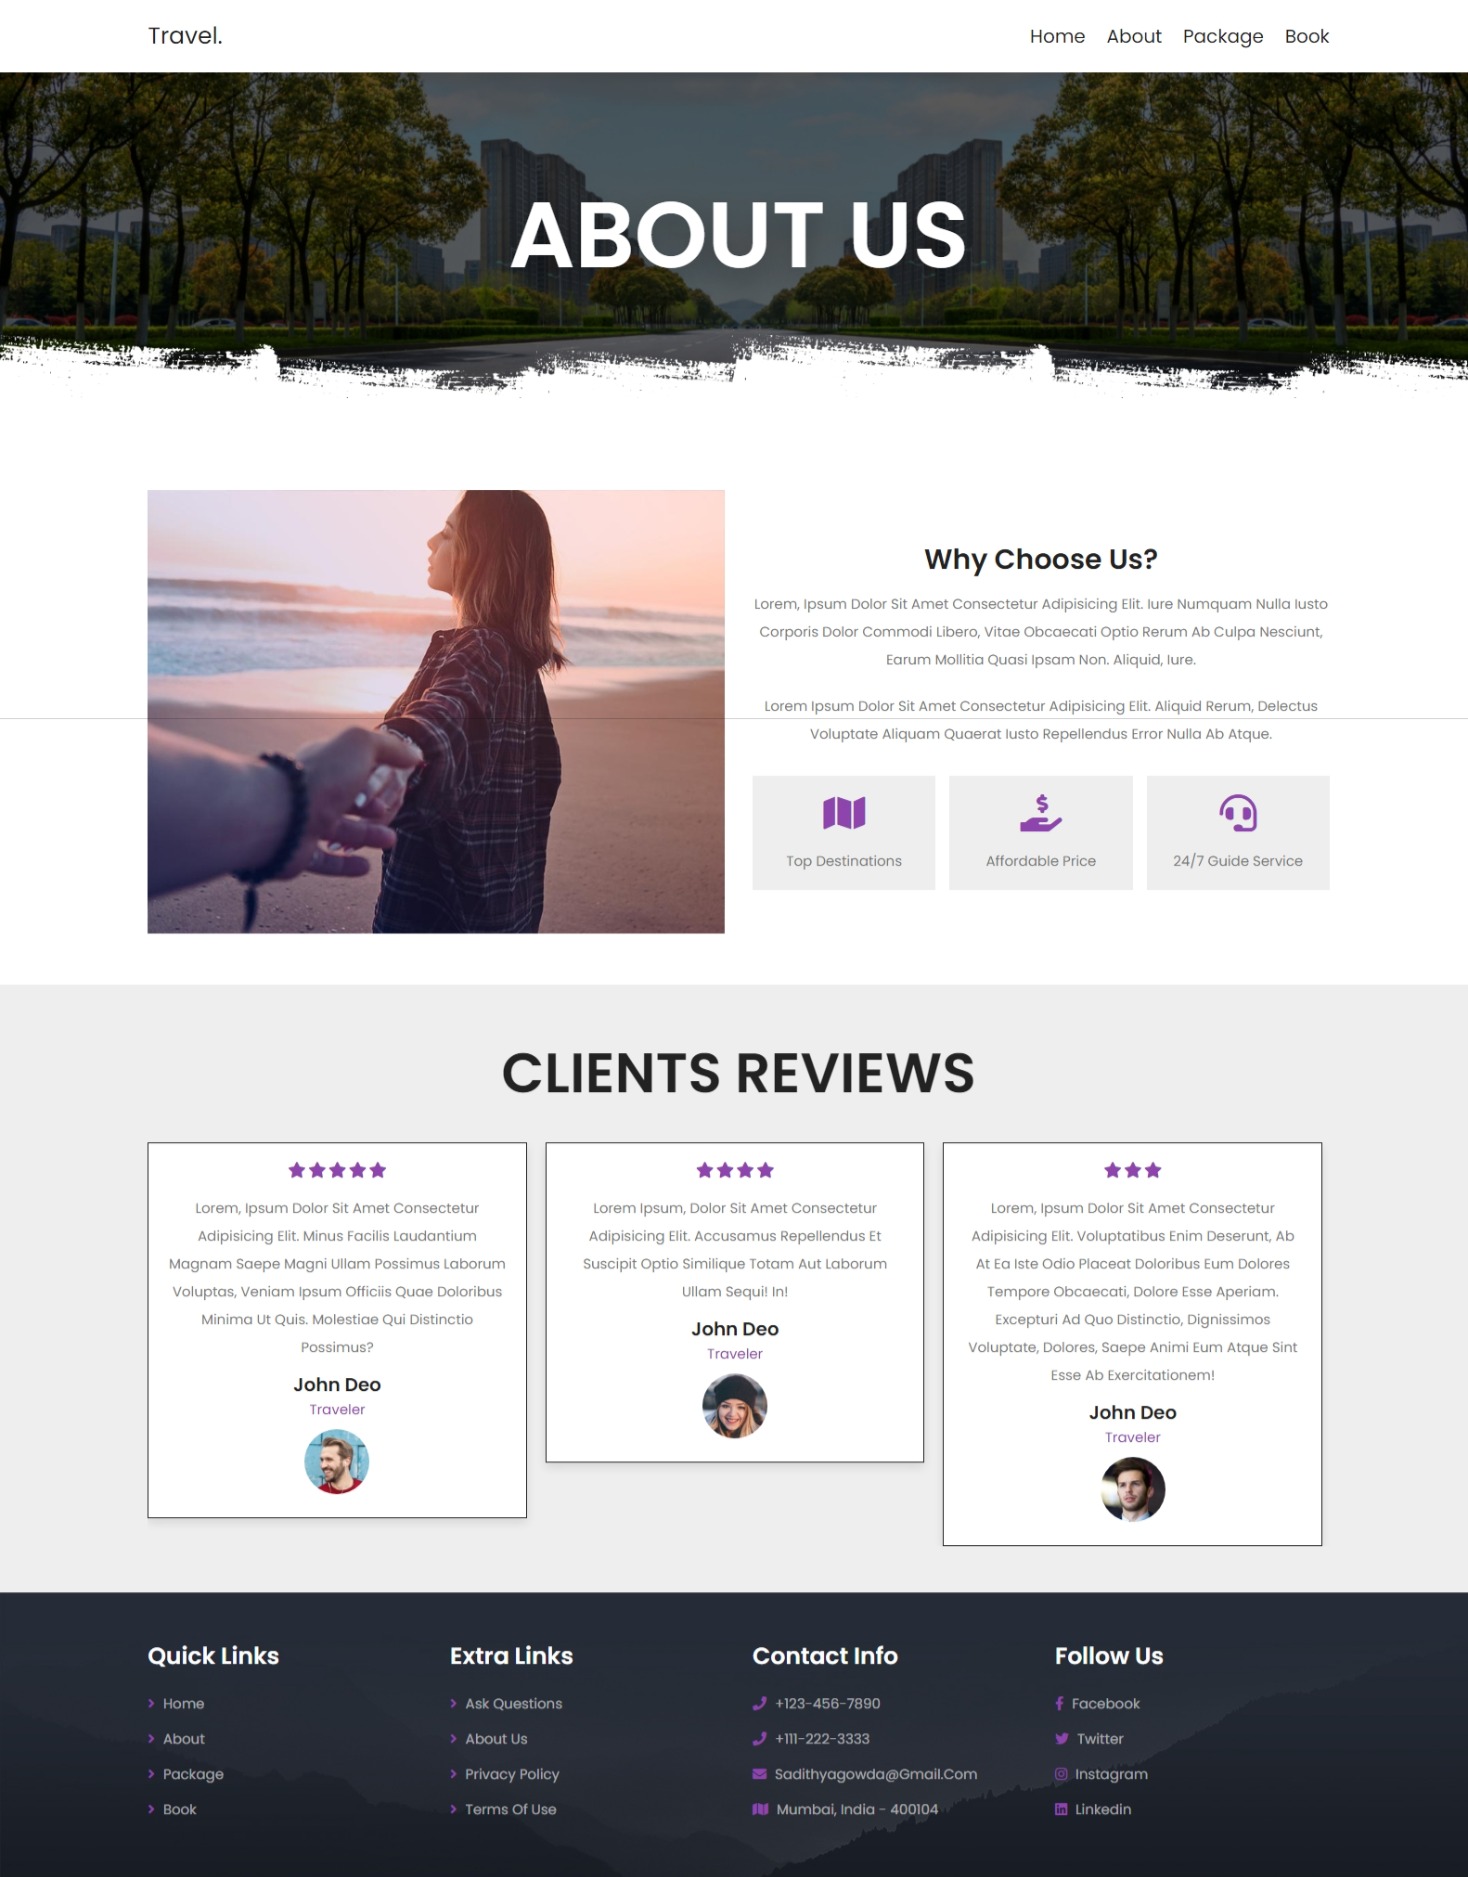 Travel.
Home About Package Book
ABOUT US
Why Choose Us?
Lorem, Ipsum Dolor Sit Amet Consectetur Adipisicing Elit. Iure Numquam Nulla Iusto
Corporis Dolor Commodi Libero, Vitae Obcaecati Optio Rerum Ab Culpa Nesciunt,
Earum Mollitia Quasi Ipsam Non. Aliquid, Iure.
Lorem Ipsum Dolor Sit Amet Consectetur Adipisicing Elit. Aliquid Rerum, Delectus
Voluptate Aliquam Quaerat Iusto Repellendus Error Nulla Ab Atque.
Top Destinations
Affordable Price
24/7 Guide Service
CLIENTS REVIEWS
Lorem, Ipsum Dolor Sit Amet Consectetur
Adipisicing Elit. Minus Facilis Laudantium
Magnam Saepe Magni Ullam Possimus Laborum
Voluptas, Veniam Ipsum Officiis Quae Doloribus
Minima Ut Quis. Molestiae Qui Distinctio
Possimus?
John Deo
Traveler
Lorem Ipsum, Dolor Sit Amet Consectetur
Adipisicing Elit. Accusamus Repellendus Et
Suscipit Optio Similique Totam Aut Laborum
Ullam Sequi! In!
John Deo
Traveler
Lorem, Ipsum Dolor Sit Amet Consectetur
Adipisicing Elit. Voluptatibus Enim Deserunt, Ab
At Ea Iste Odio Placeat Doloribus Eum Dolores
Tempore Obcaecati, Dolore Esse Aperiam.
Excepturi Ad Quo Distinctio, Dignissimos
Voluptate, Dolores, Saepe Animi Eum Atque Sint
Esse Ab Exercitationem!
John Deo
Traveler
Quick Links
Home
About
Package
Book
Extra Links
Ask Questions
About Us
Privacy Policy
Terms Of Use
Contact Info
+123-456-7890
+111-222-3333
Sadithyagowda@Gmail.Com
Mumbai, India - 400104
Follow Us
Facebook
Twitter
Instagram
Linkedin